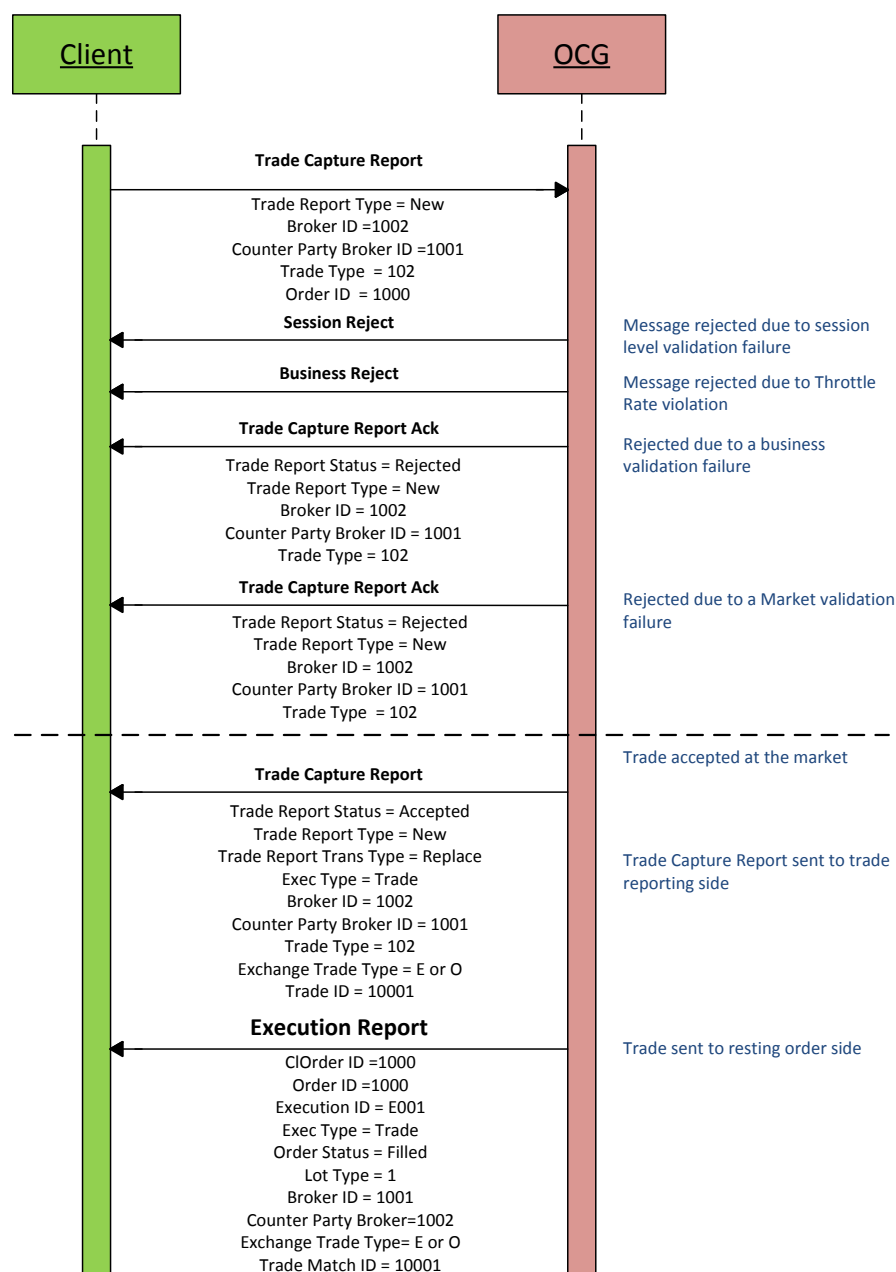 Client
OCG
Trade Capture Report
Trade Report Type = New
Broker ID =1002
Counter Party Broker ID =1001
Trade Type  = 102
Order ID  = 1000
Session Reject
Message rejected due to session
level validation failure
Business Reject
Message rejected due to Throttle
Rate violation
Trade Capture Report Ack
Rejected due to a business
validation failure
Trade Report Status = Rejected
Trade Report Type = New
Broker ID = 1002
Counter Party Broker ID = 1001
Trade Type = 102
Trade Capture Report Ack
Rejected due to a Market validation
failure
Trade Report Status = Rejected
Trade Report Type = New
Broker ID = 1002
Counter Party Broker ID = 1001
Trade Type  = 102
Trade accepted at the market
Trade Capture Report
Trade Report Status = Accepted
Trade Report Type = New
Trade Report Trans Type = Replace
Exec Type = Trade
Broker ID = 1002
Counter Party Broker ID = 1001
Trade Type = 102
Exchange Trade Type = E or O
Trade ID = 10001
Trade Capture Report sent to trade
reporting side
Execution Report
Trade sent to resting order side
ClOrder ID =1000
Order ID =1000
Execution ID = E001
Exec Type = Trade
Order Status = Filled
Lot Type = 1
Broker ID = 1001
Counter Party Broker=1002
Exchange Trade Type= E or O
Trade Match ID = 10001